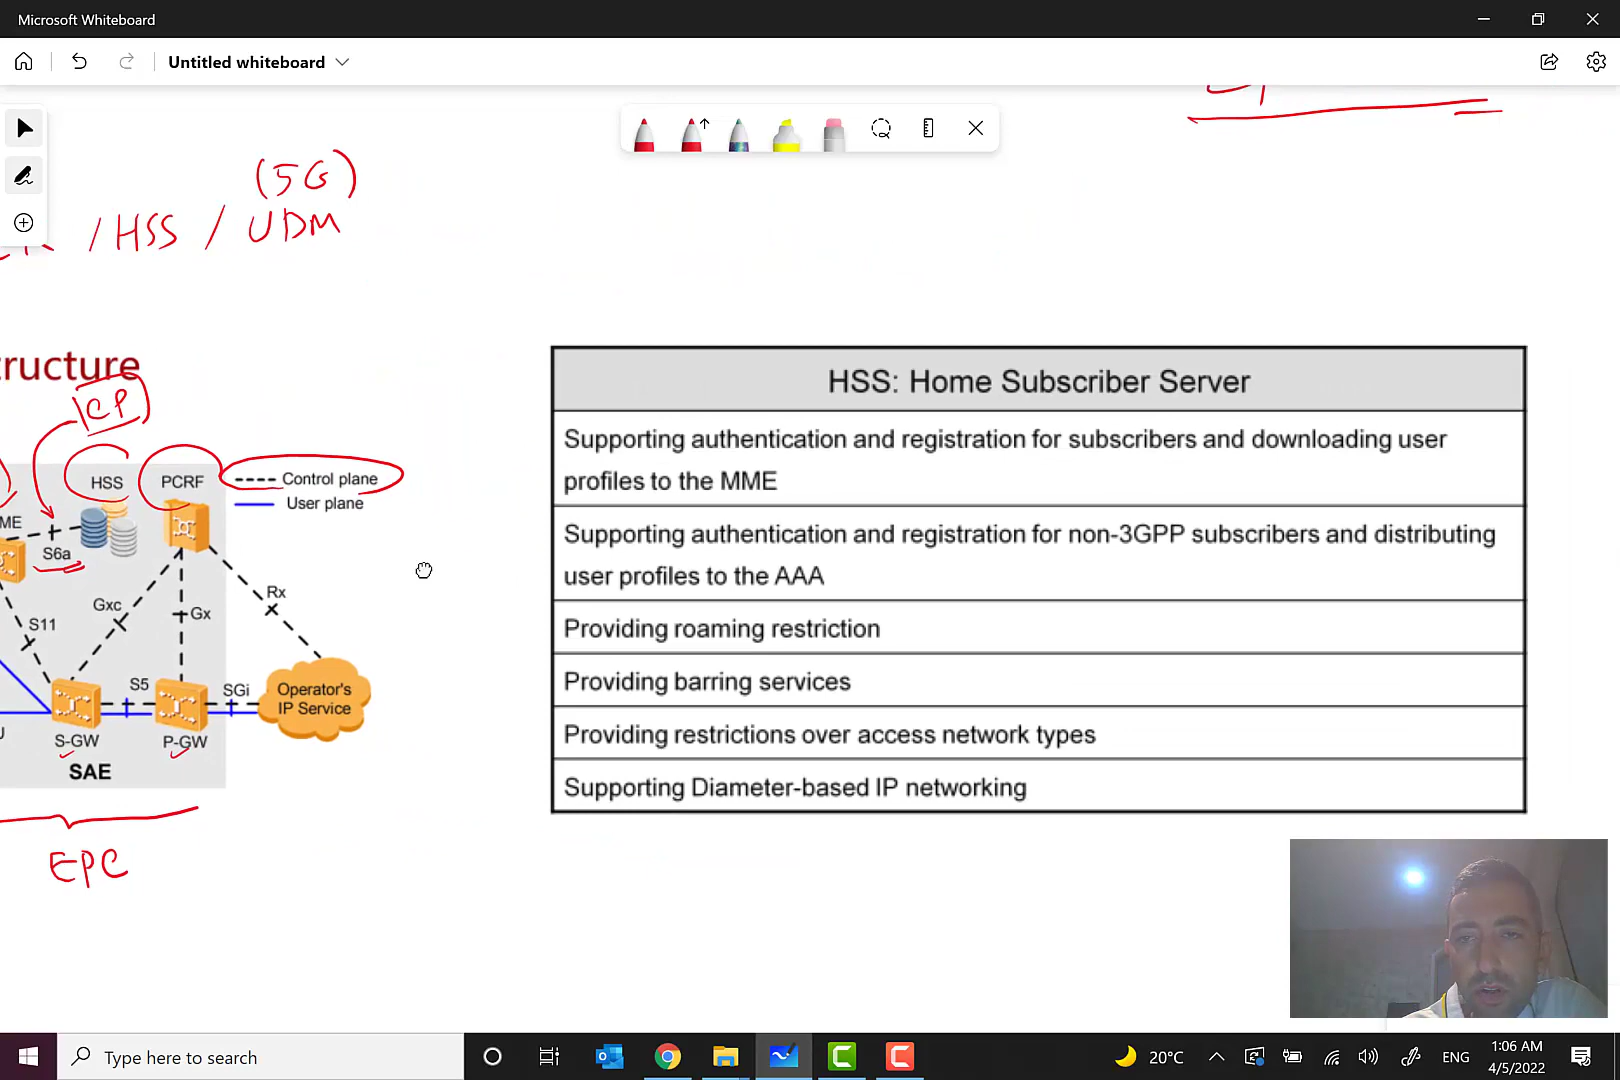 Microsoft Whiteboard
Untitled whiteboard
(5G)
/HSS / UDM
ructure
CP
HSS
PCRF
Control plane
User plane
ME
S6a
Gxc
Gx
Rx
S11
S5
SGi
Operator's
IP Service
U
S-GW
P-GW
SAE
EPC
HSS: Home Subscriber Server
Supporting authentication and registration for subscribers and downloading user
profiles to the MME
Supporting authentication and registration for non-3GPP subscribers and distributing
user profiles to the AAA
Providing roaming restriction
Providing barring services
Providing restrictions over access network types
Supporting Diameter-based IP networking
Type here to search
20°C
ENG
1:06 AM
4/5/2022